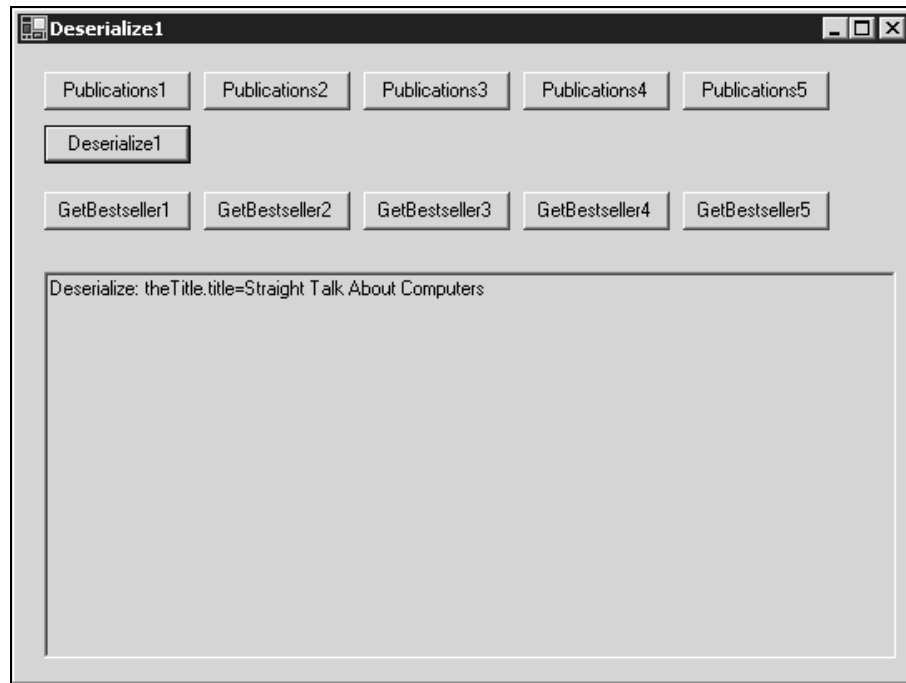 Deserialize1
Publications1 Publications2 Publications3 Publications4 Publications5
Deserialize1
GetBestseller1 GetBestseller2 GetBestseller3 GetBestseller4 GetBestseller5
Deserialize: theTitle.title=Straight Talk About Computers